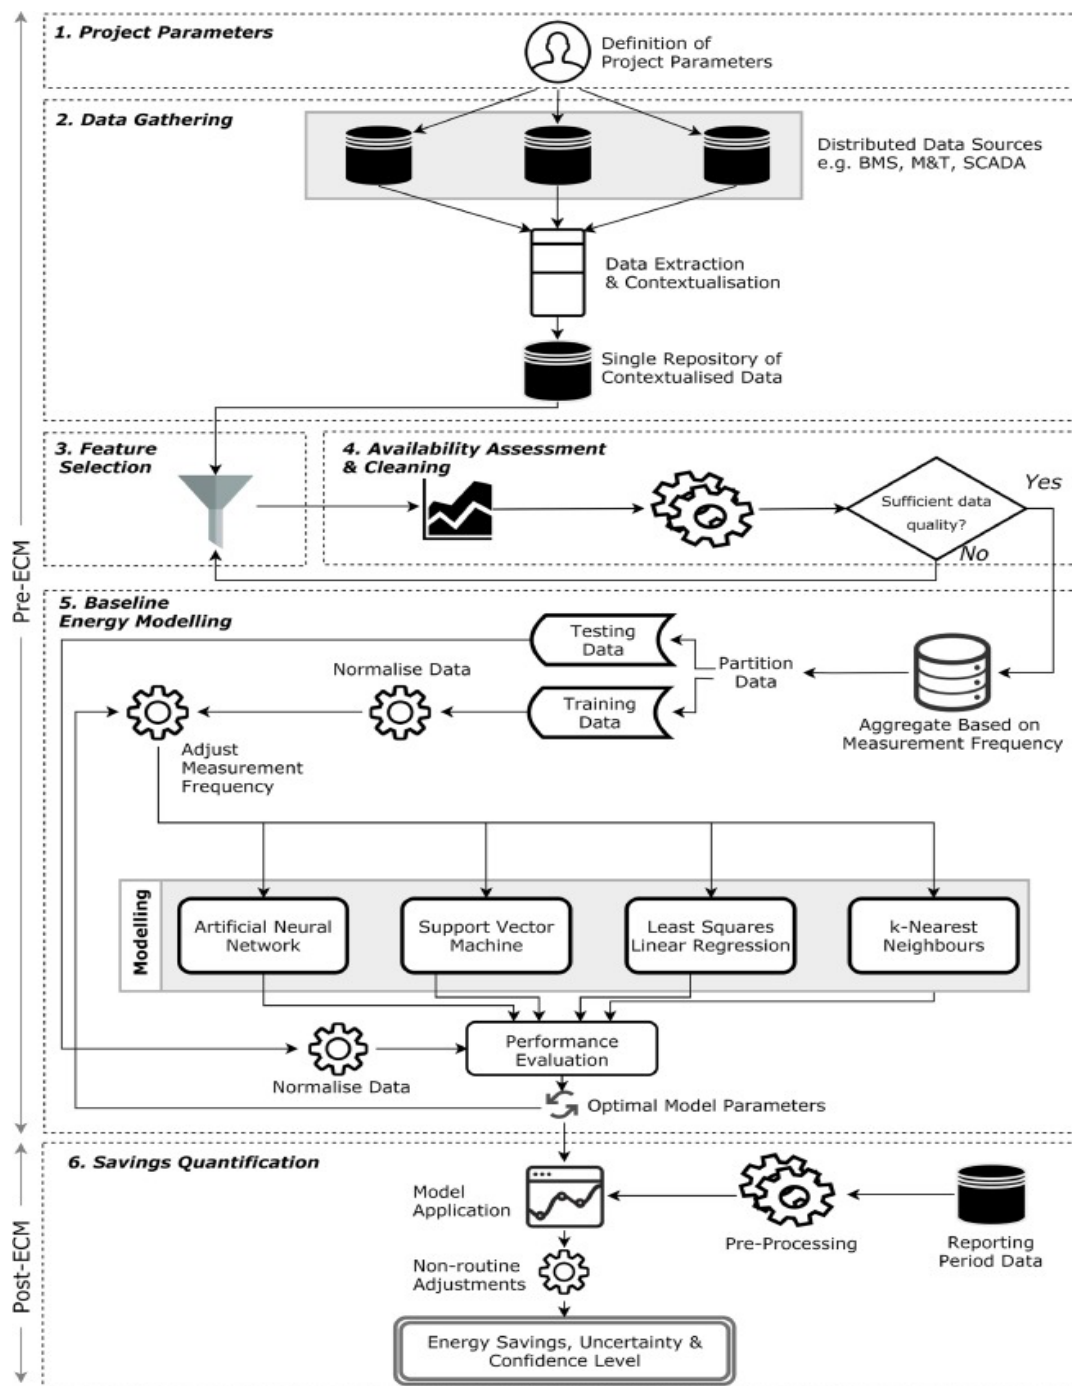 1. Project Parameters
Definition of
Project Parameters
2. Data Gathering
Distributed Data Sources
e.g. BMS, M&T, SCADA
Data Extraction
& Contextualisation
Single Repository of
Contextualised Data
3. Feature
Selection
4. Availability Assessment
& Cleaning
Sufficient data
quality?
Yes
No
Pre-ECM
5. Baseline
Energy Modelling
Testing
Data
Partition
Data
Training
Data
Normalise Data
Aggregate Based on
Measurement Frequency
Adjust
Measurement
Frequency
Modelling
Artificial Neural
Network
Support Vector
Machine
Least Squares
Linear Regression
k-Nearest
Neighbours
Performance
Evaluation
Normalise Data
Optimal Model Parameters
Post-ECM
6. Savings Quantification
Model
Application
Pre-Processing
Reporting
Period Data
Non-routine
Adjustments
Energy Savings, Uncertainty &
Confidence Level